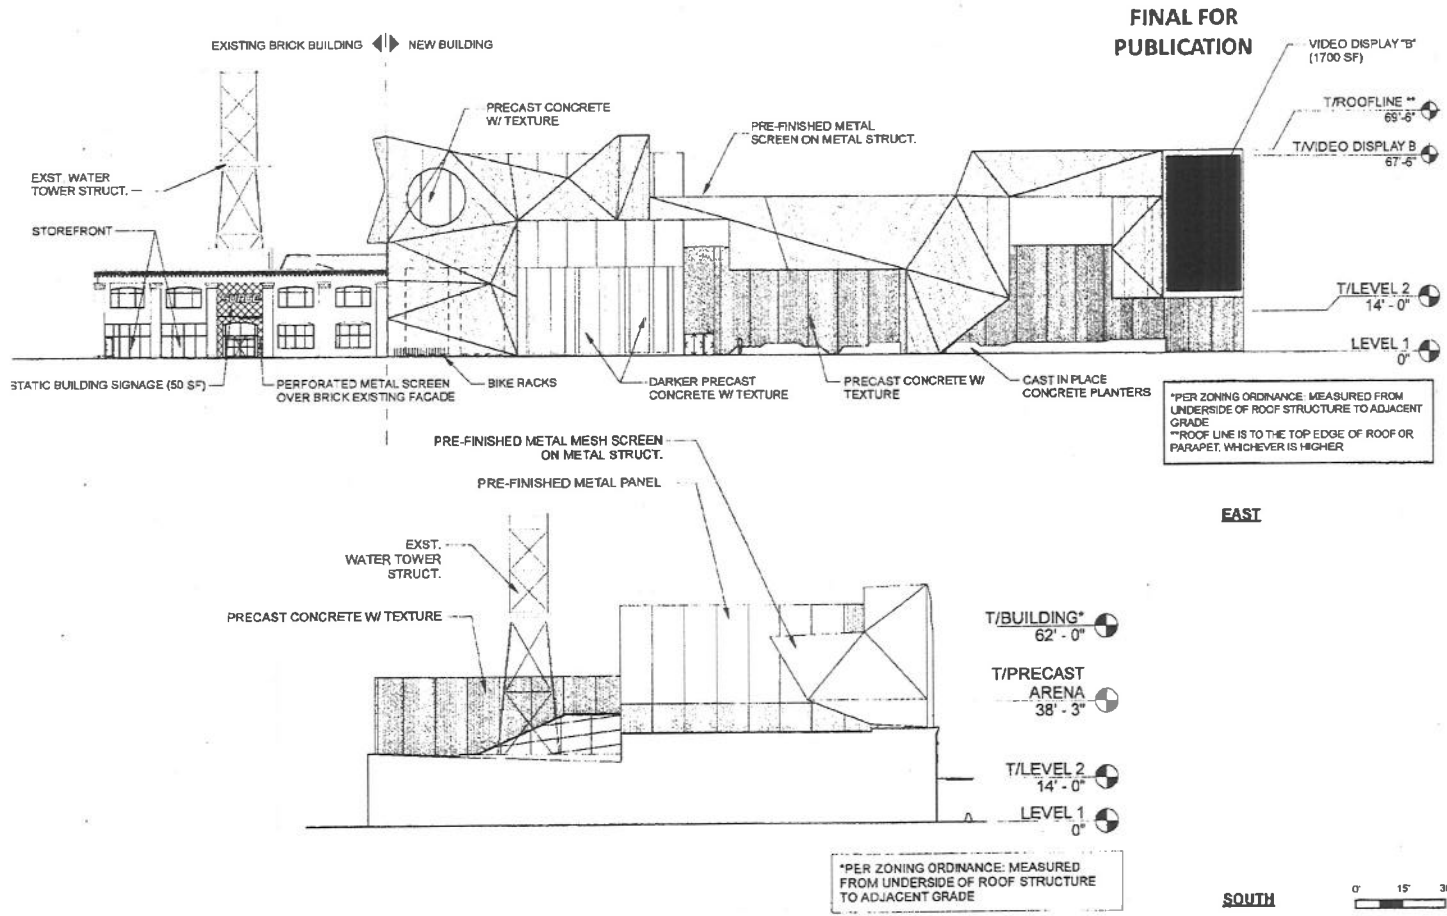 FINAL FOR
PUBLICATION
EXISTING BRICK BUILDING
NEW BUILDING
VIDEO DISPLAY "B"
(1700 SF)
PRECAST CONCRETE
W/ TEXTURE
PRE-FINISHED METAL
SCREEN ON METAL STRUCT.
T/ROOFLINE **
69'-6"
T/VIDEO DISPLAY B
67'-6"
EXST. WATER
TOWER STRUCT.
STOREFRONT
T/LEVEL 2
14' - 0"
LEVEL 1
0"
STATIC BUILDING SIGNAGE (50 SF)
PERFORATED METAL SCREEN
OVER BRICK EXISTING FACADE
BIKE RACKS
DARKER PRECAST
CONCRETE W/ TEXTURE
PRECAST CONCRETE W/
TEXTURE
CAST IN PLACE
CONCRETE PLANTERS
*PER ZONING ORDINANCE: MEASURED FROM
UNDERSIDE OF ROOF STRUCTURE TO ADJACENT
GRADE
**ROOF LINE IS TO THE TOP EDGE OF ROOF OR
PARAPET, WHICHEVER IS HIGHER
EAST
PRE-FINISHED METAL MESH SCREEN
ON METAL STRUCT.
PRE-FINISHED METAL PANEL
EXST.
WATER TOWER
STRUCT.
PRECAST CONCRETE W/ TEXTURE
T/BUILDING*
62' - 0"
T/PRECAST
ARENA
38' - 3"
T/LEVEL 2
14' - 0"
LEVEL 1
0"
*PER ZONING ORDINANCE: MEASURED
FROM UNDERSIDE OF ROOF STRUCTURE
TO ADJACENT GRADE
SOUTH
0' 15'